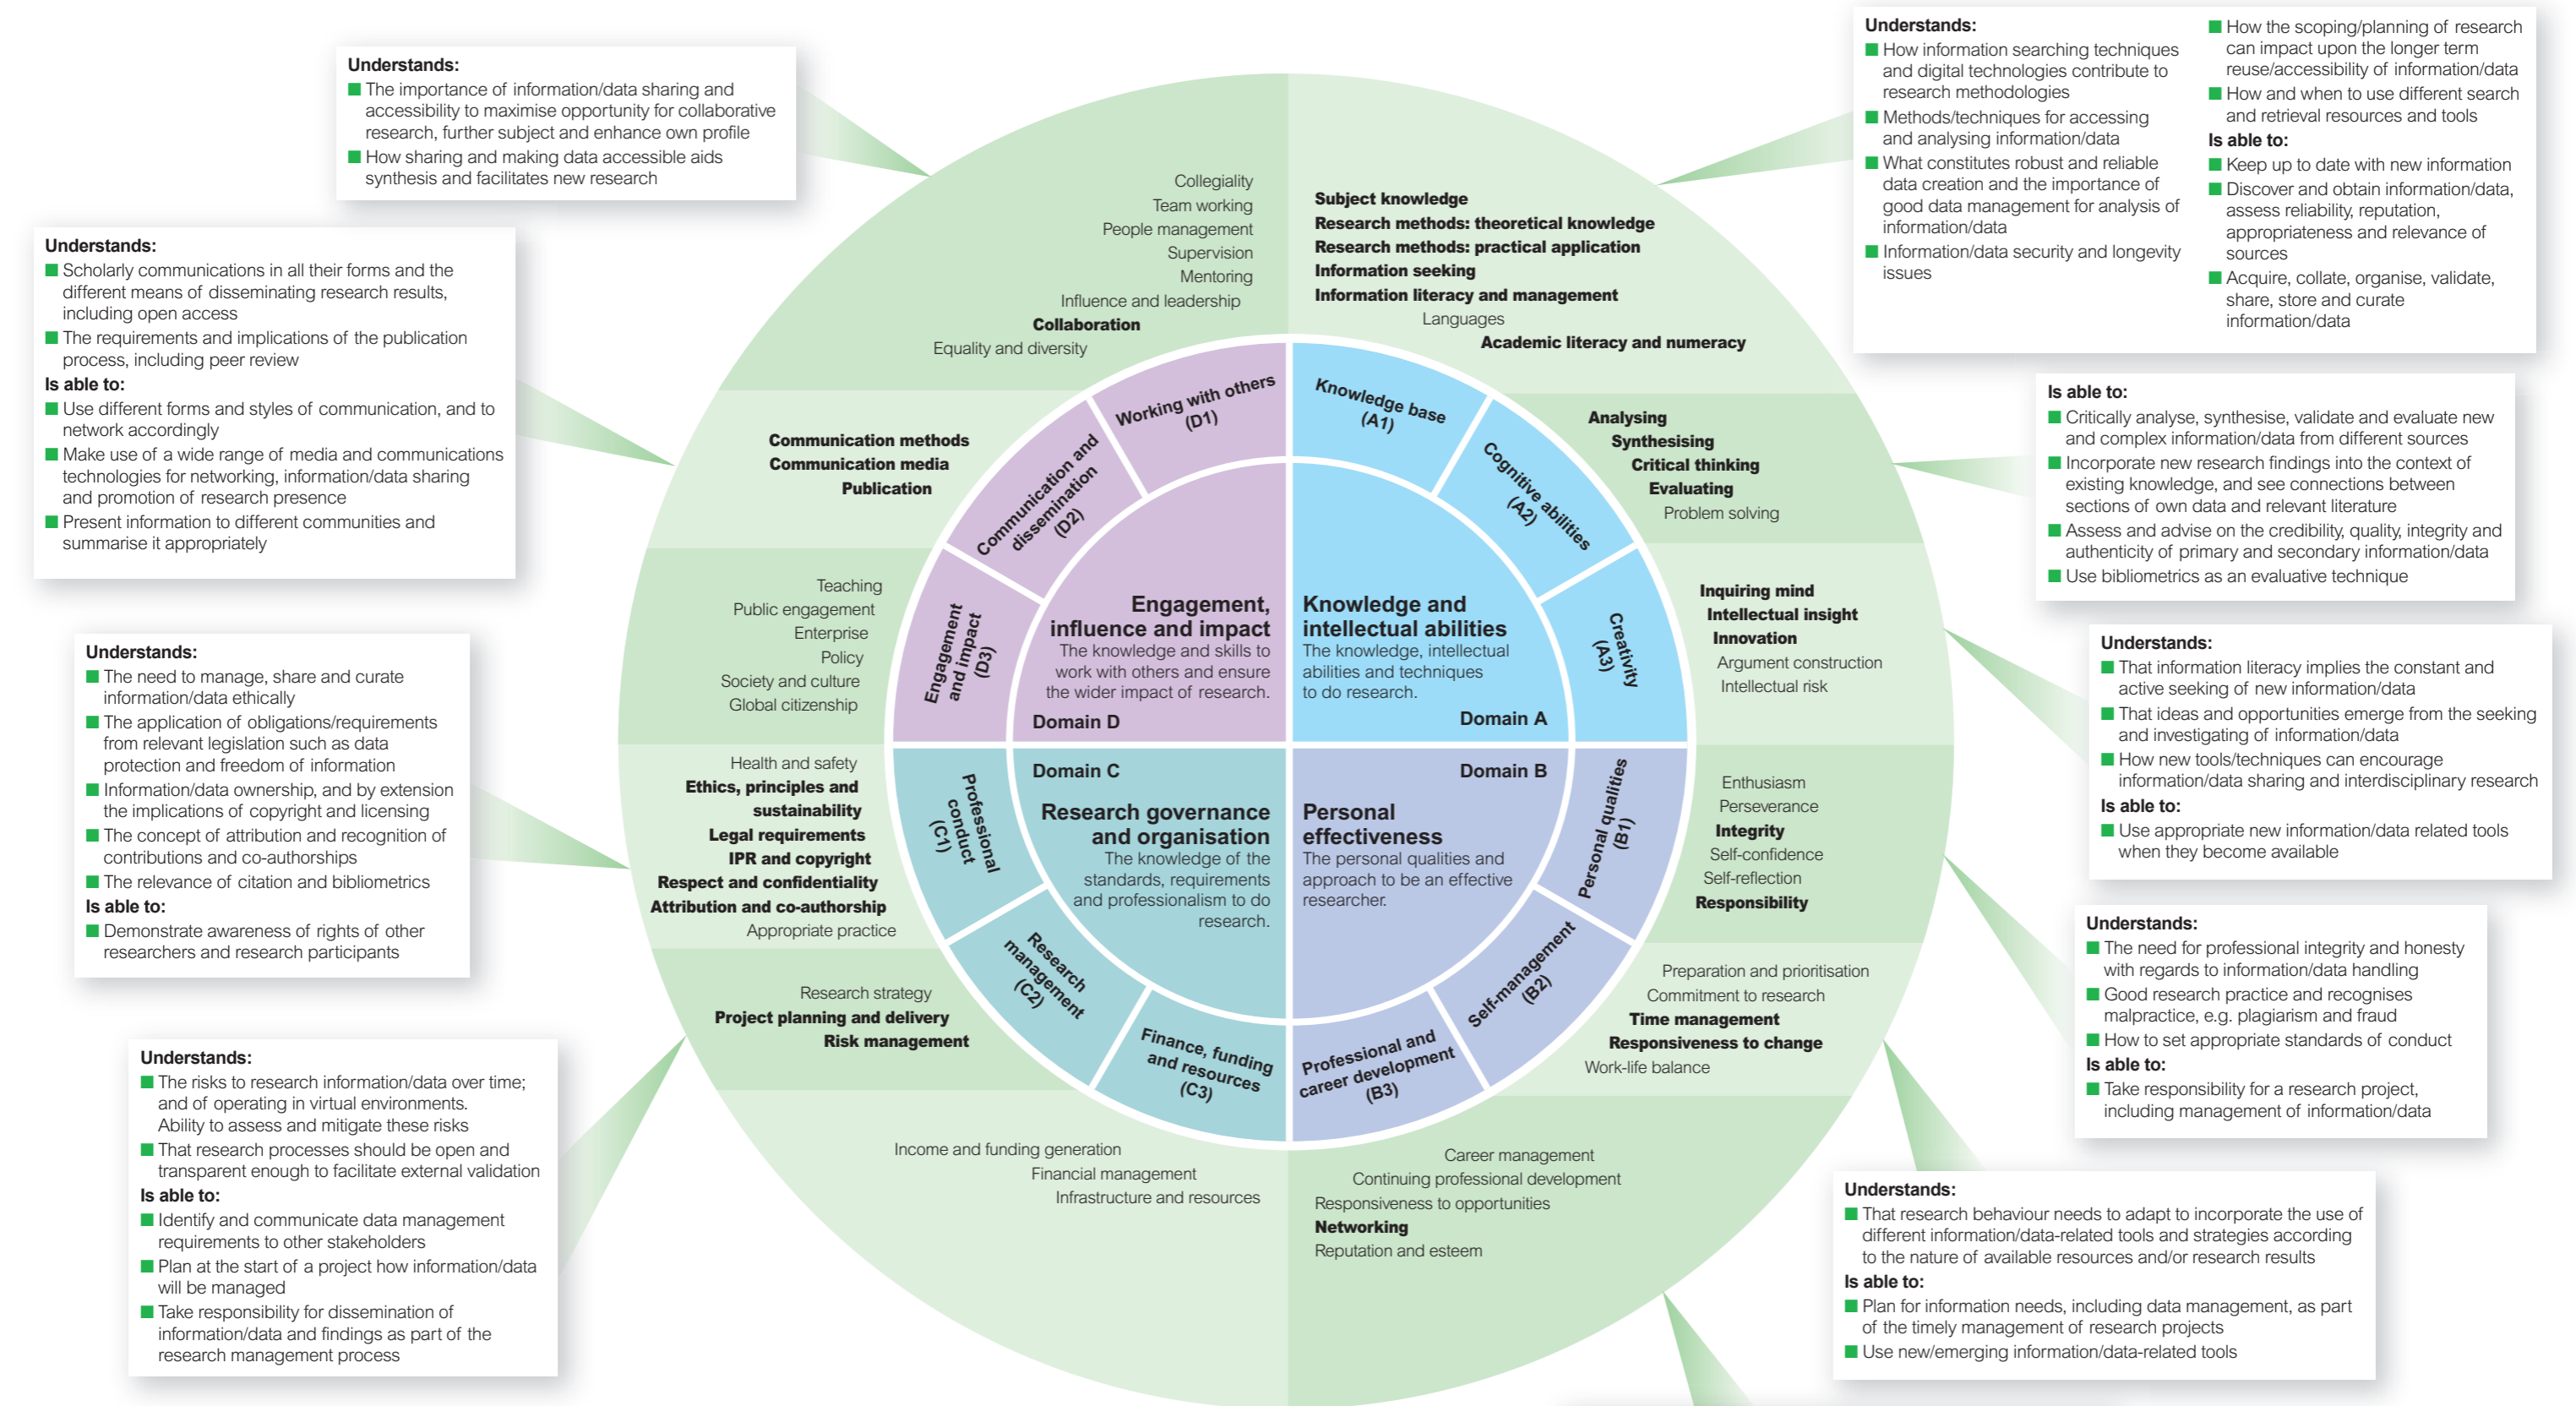 Understands:
The importance of information/data sharing and
accessibility to maximise opportunity for collaborative
research, further subject and enhance own profile
How sharing and making data accessible aids
synthesis and facilitates new research
Understands:
Scholarly communications in all their forms and the
different means of disseminating research results,
including open access
The requirements and implications of the publication
process, including peer review
Is able to:
Use different forms and styles of communication, and to
network accordingly
Make use of a wide range of media and communications
technologies for networking, information/data sharing
and promotion of research presence
Present information to different communities and
summarise it appropriately
Understands:
The need to manage, share and curate
information/data ethically
The application of obligations/requirements
from relevant legislation such as data
protection and freedom of information
Information/data ownership, and by extension
the implications of copyright and licensing
The concept of attribution and recognition of
contributions and co-authorships
The relevance of citation and bibliometrics
Is able to:
Demonstrate awareness of rights of other
researchers and research participants
Understands:
The risks to research information/data over time;
and of operating in virtual environments.
Ability to assess and mitigate these risks
That research processes should be open and
transparent enough to facilitate external validation
Is able to:
Identify and communicate data management
requirements to other stakeholders
Plan at the start of a project how information/data
will be managed
Take responsibility for dissemination of
information/data and findings as part of the
research management process
Collegiality
Team working
People management
Supervision
Mentoring
Influence and leadership
Collaboration
Equality and diversity
Communication methods
Communication media
Publication
Teaching
Public engagement
Enterprise
Policy
Society and culture
Global citizenship
Health and safety
Ethics, principles and
sustainability
Legal requirements
IPR and copyright
Respect and confidentiality
Attribution and co-authorship
Appropriate practice
Research strategy
Project planning and delivery
Risk management
Income and funding generation
Financial management
Infrastructure and resources
Working with others
(D1)
Communication and
dissemination
(D2)
Engagement
and impact
(D3)
Engagement,
influence and impact
The knowledge and skills to
work with others and ensure
the wider impact of research.
Domain D
Knowledge base
(A1)
Cognitive abilities
(A2)
Creativity
(A3)
Knowledge and
intellectual abilities
The knowledge, intellectual
abilities and techniques
to do research.
Domain A
Domain C
Research governance
and organisation
The knowledge of the
standards, requirements
and professionalism to do
research.
Professional
conduct
(C1)
Research
management
(C2)
Finance, funding
and resources
(C3)
Domain B
Personal
effectiveness
The personal qualities and
approach to be an effective
researcher.
Personal qualities
(B1)
Self-management
(B2)
Professional and
career development
(B3)
Subject knowledge
Research methods: theoretical knowledge
Research methods: practical application
Information seeking
Information literacy and management
Languages
Academic literacy and numeracy
Analysing
Synthesising
Critical thinking
Evaluating
Problem solving
Inquiring mind
Intellectual insight
Innovation
Argument construction
Intellectual risk
Enthusiasm
Perseverance
Integrity
Self-confidence
Self-reflection
Responsibility
Preparation and prioritisation
Commitment to research
Time management
Responsiveness to change
Work-life balance
Career management
Continuing professional development
Responsiveness to opportunities
Networking
Reputation and esteem
Understands:
How information searching techniques
and digital technologies contribute to
research methodologies
Methods/techniques for accessing
and analysing information/data
What constitutes robust and reliable
data creation and the importance of
good data management for analysis of
information/data
Information/data security and longevity
issues
How the scoping/planning of research
can impact upon the longer term
reuse/accessibility of information/data
How and when to use different search
and retrieval resources and tools
Is able to:
Keep up to date with new information
Discover and obtain information/data,
assess reliability, reputation,
appropriateness and relevance of
sources
Acquire, collate, organise, validate,
share, store and curate
information/data
Is able to:
Critically analyse, synthesise, validate and evaluate new
and complex information/data from different sources
Incorporate new research findings into the context of
existing knowledge, and see connections between
sections of own data and relevant literature
Assess and advise on the credibility, quality, integrity and
authenticity of primary and secondary information/data
Use bibliometrics as an evaluative technique
Understands:
That information literacy implies the constant and
active seeking of new information/data
That ideas and opportunities emerge from the seeking
and investigating of information/data
How new tools/techniques can encourage
information/data sharing and interdisciplinary research
Is able to:
Use appropriate new information/data related tools
when they become available
Understands:
The need for professional integrity and honesty
with regards to information/data handling
Good research practice and recognises
malpractice, e.g. plagiarism and fraud
How to set appropriate standards of conduct
Is able to:
Take responsibility for a research project,
including management of information/data
Understands:
That research behaviour needs to adapt to incorporate the use of
different information/data-related tools and strategies according
to the nature of available resources and/or research results
Is able to:
Plan for information needs, including data management, as part
of the timely management of research projects
Use new/emerging information/data-related tools